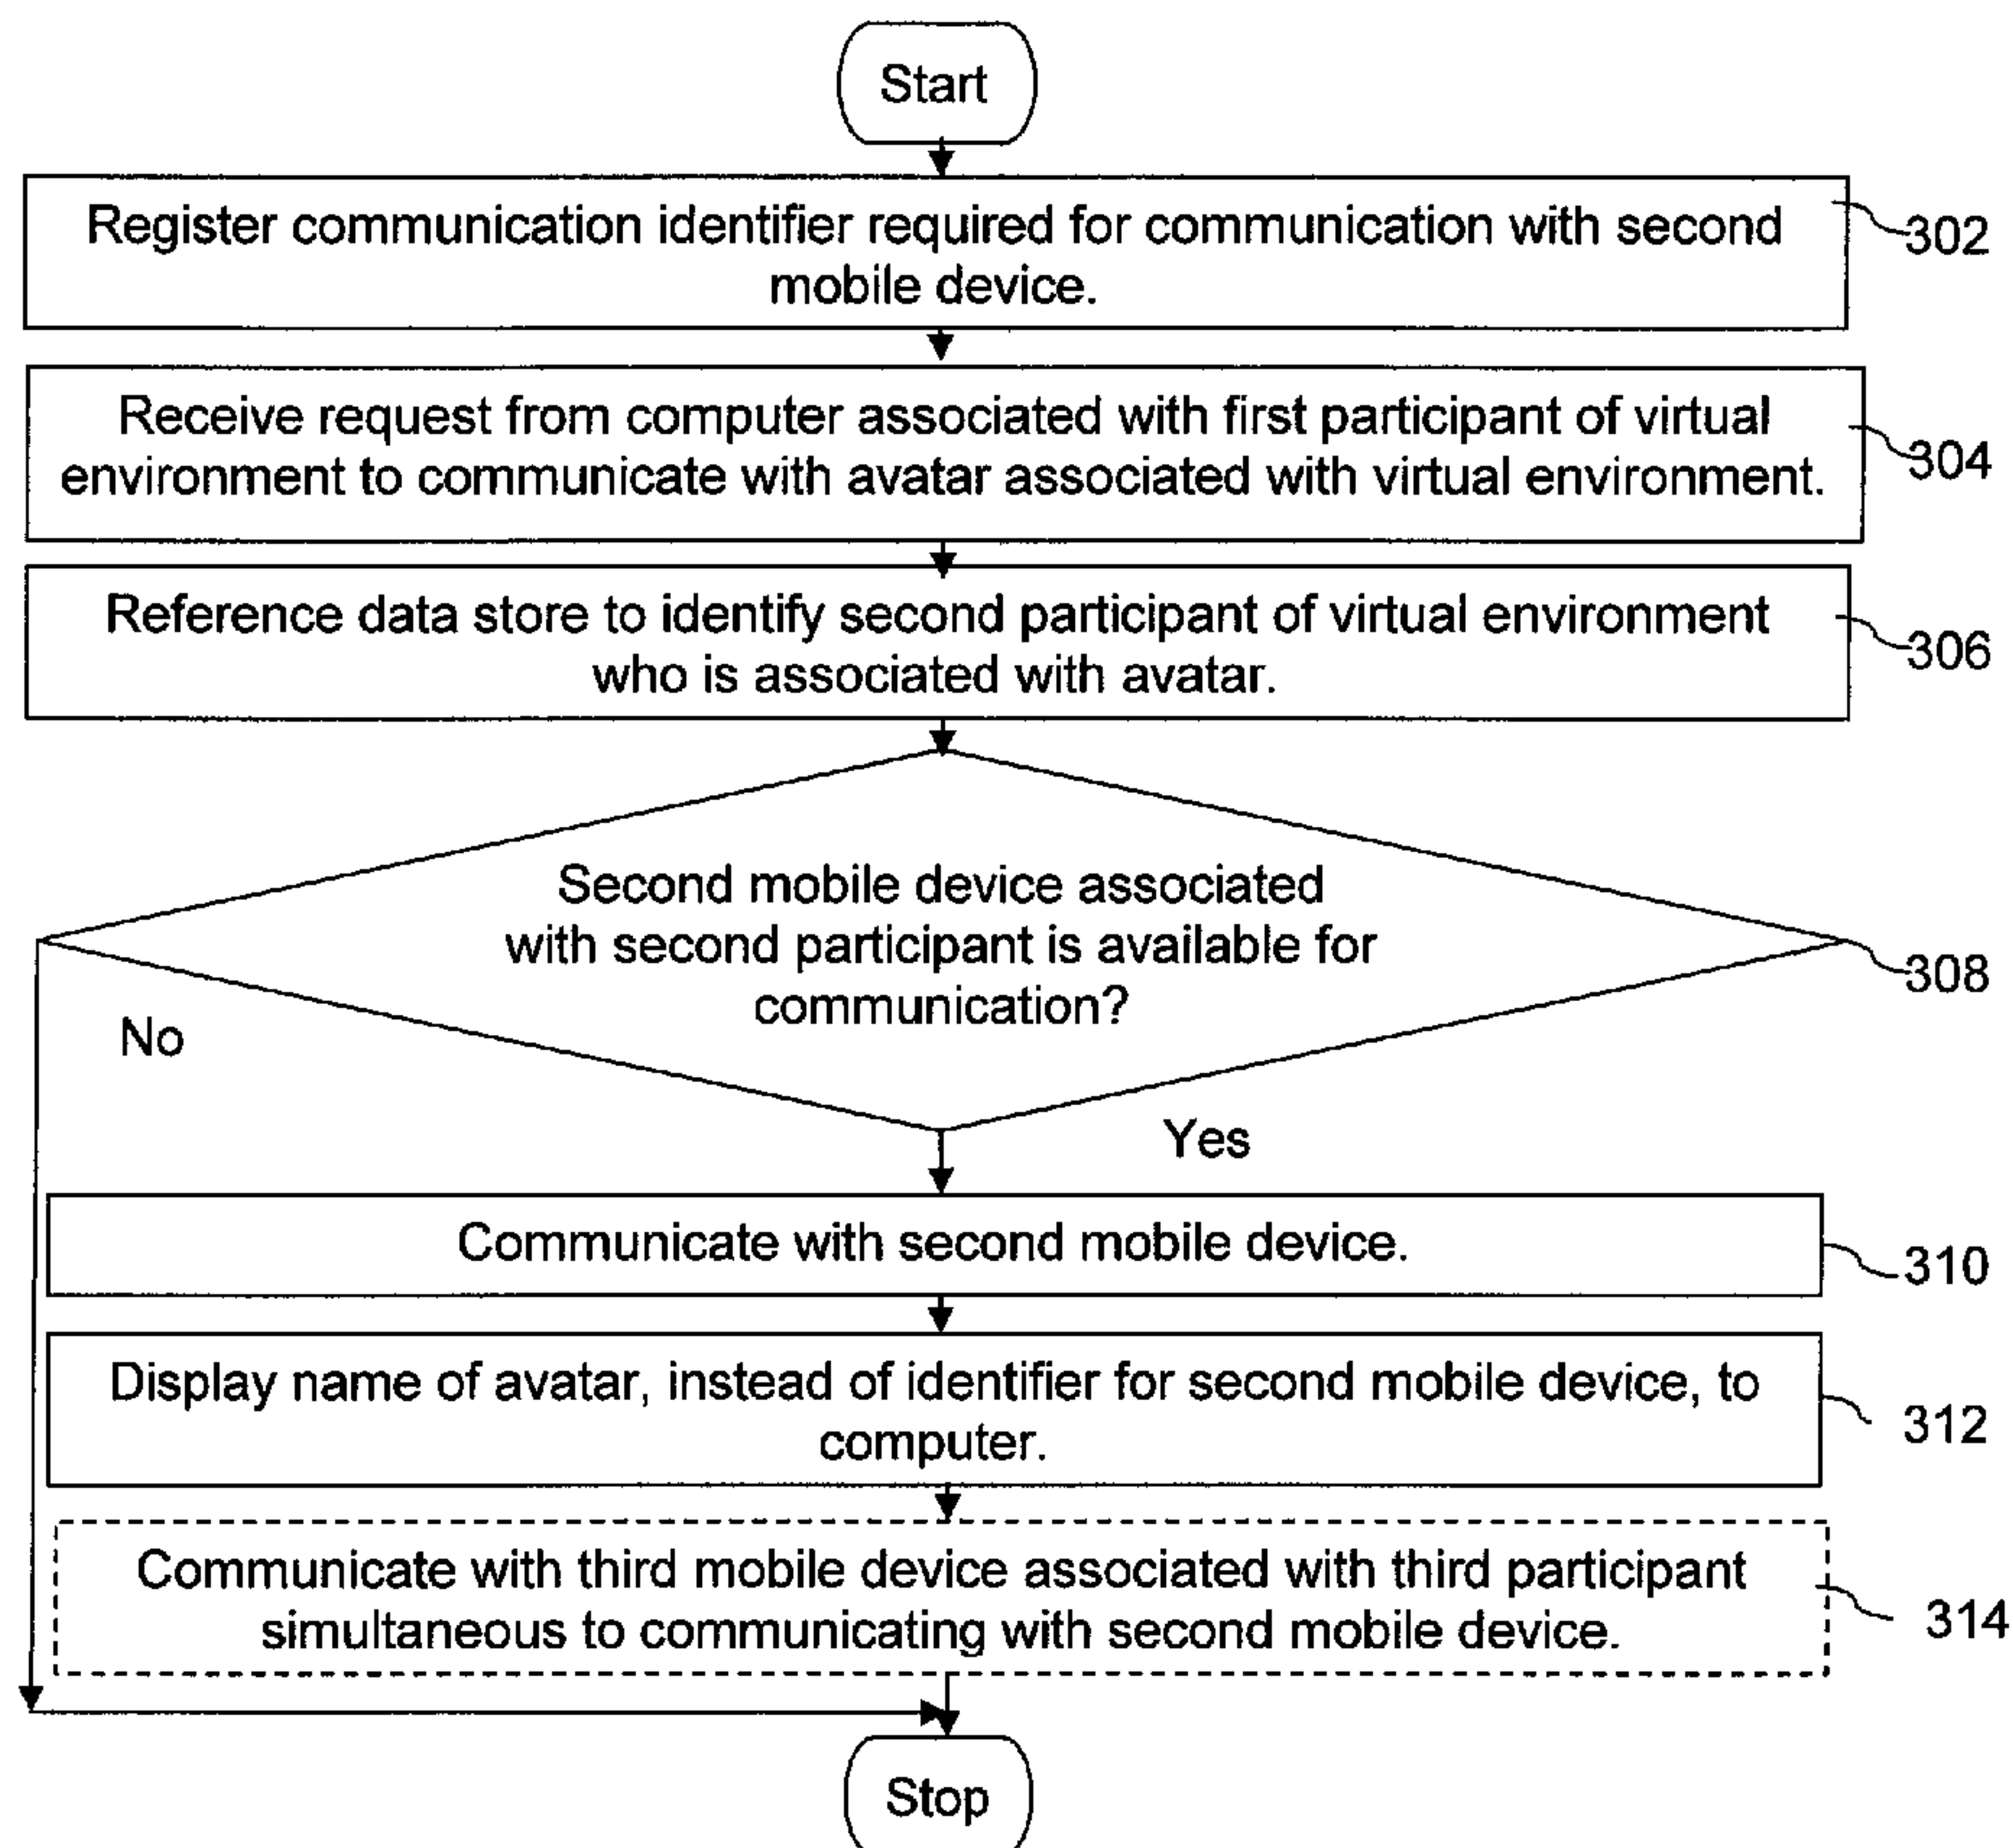 Start
Register communication identifier required for communication with second
mobile device.
302
Receive request from computer associated with first participant of virtual
environment to communicate with avatar associated with virtual environment.
304
Reference data store to identify second participant of virtual environment
who is associated with avatar.
306
Second mobile device associated
with second participant is available for
communication?
308
No
Yes
Communicate with second mobile device.
310
Display name of avatar, instead of identifier for second mobile device, to
computer.
312
Communicate with third mobile device associated with third participant
simultaneous to communicating with second mobile device.
314
Stop